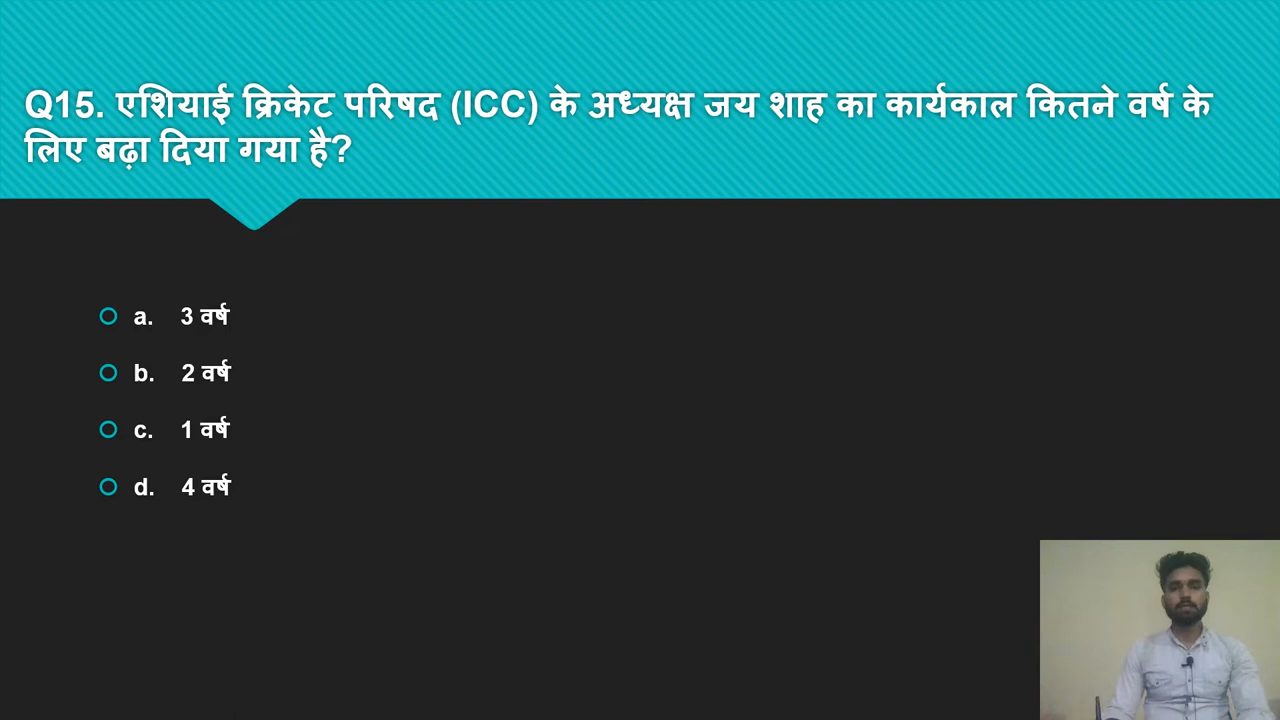 Q15. एशियाई क्रिकेट परिषद (ICC) के अध्यक्ष जय शाह का कार्यकाल कितने वर्ष के
लिए बढ़ा दिया गया है?
a. 3 वर्ष
b. 2 वर्ष
c. 1 वर्ष
d. 4 वर्ष